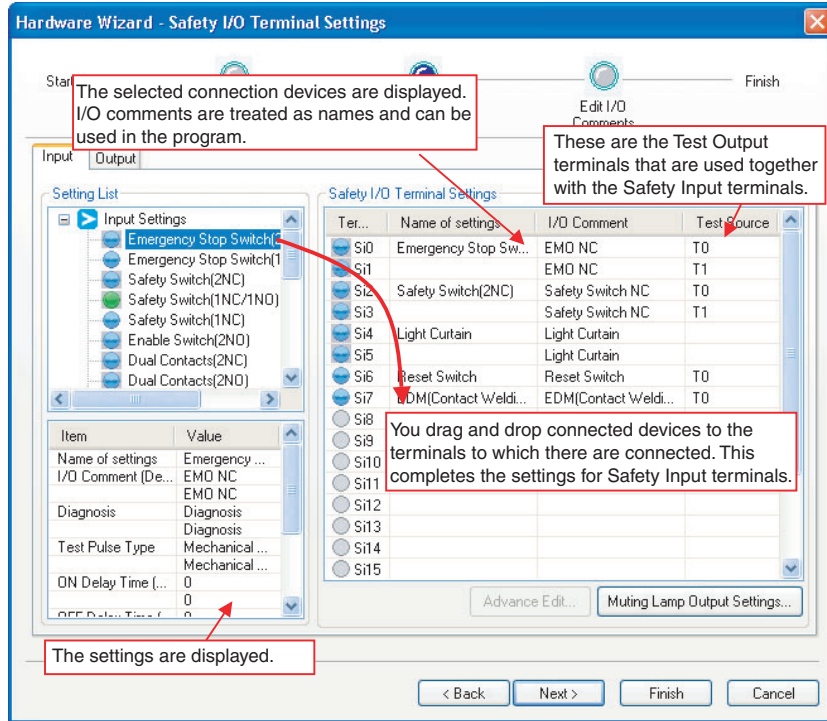 Hardware Wizard - Safety I/O Terminal Settings
Start
Finish
Edit I/O
Comments
The selected connection devices are displayed.
I/O comments are treated as names and can be
used in the program.
These are the Test Output
terminals that are used together
with the Safety Input terminals.
Input Output
Setting List
Input Settings
Emergency Stop Switch(2
Emergency Stop Switch(1
Safety Switch(2NC)
Safety Switch(1NC/1NO)
Safety Switch(1NC)
Enable Switch(2NO)
Dual Contacts(2NC)
Dual Contacts(2NO)
Item Value
Name of settings Emergency ...
I/O Comment (De... EMO NC
EMO NC
Diagnosis Diagnosis
Diagnosis
Test Pulse Type Mechanical ...
Mechanical ...
ON Delay Time (... 0
0
OFF Delay Time ( 0
The settings are displayed.
Safety I/O Terminal Settings
Ter... Name of settings I/O Comment Test Source
Si0 Emergency Stop Sw... EMO NC T0
Si1 EMO NC T1
Si2 Safety Switch(2NC) Safety Switch NC T0
Si3 Safety Switch NC T1
Si4 Light Curtain Light Curtain
Si5 Light Curtain
Si6 Reset Switch Reset Switch T0
Si7 EDM(Contact Weldi... EDM(Contact Weldi... T0
Si8
Si9
Si10
Si11
Si12
Si13
Si14
Si15
You drag and drop connected devices to the
terminals to which there are connected. This
completes the settings for Safety Input terminals.
Advance Edit... Muting Lamp Output Settings...
< Back Next > Finish Cancel